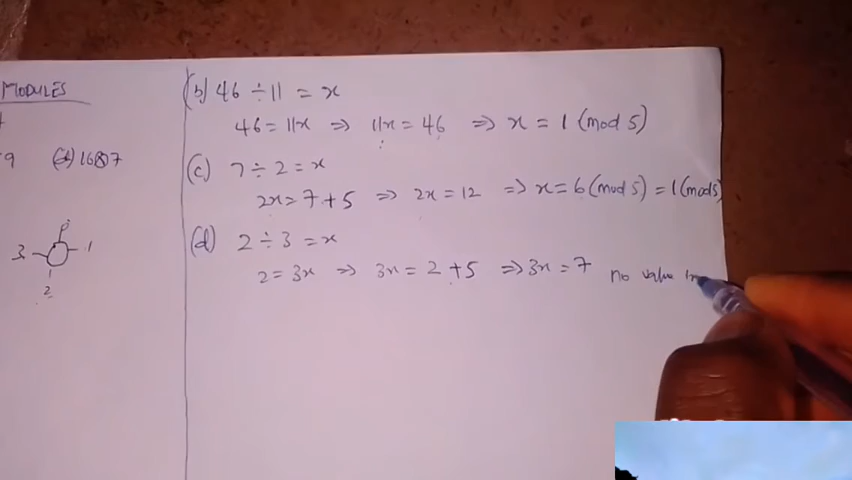 MODULES
9 (d) 16⊗7
0
3 1
2
(b) 46 ÷ 11 = x
46 = 11x ⇒ 11x = 46 ⇒ x = 1 (mod 5)
(c) 7 ÷ 2 = x
2x = 7 + 5 ⇒ 2x = 12 ⇒ x = 6 (mod 5) = 1 (mod 5)
(d) 2 ÷ 3 = x
2 = 3x ⇒ 3x = 2 + 5 ⇒ 3x = 7 no value